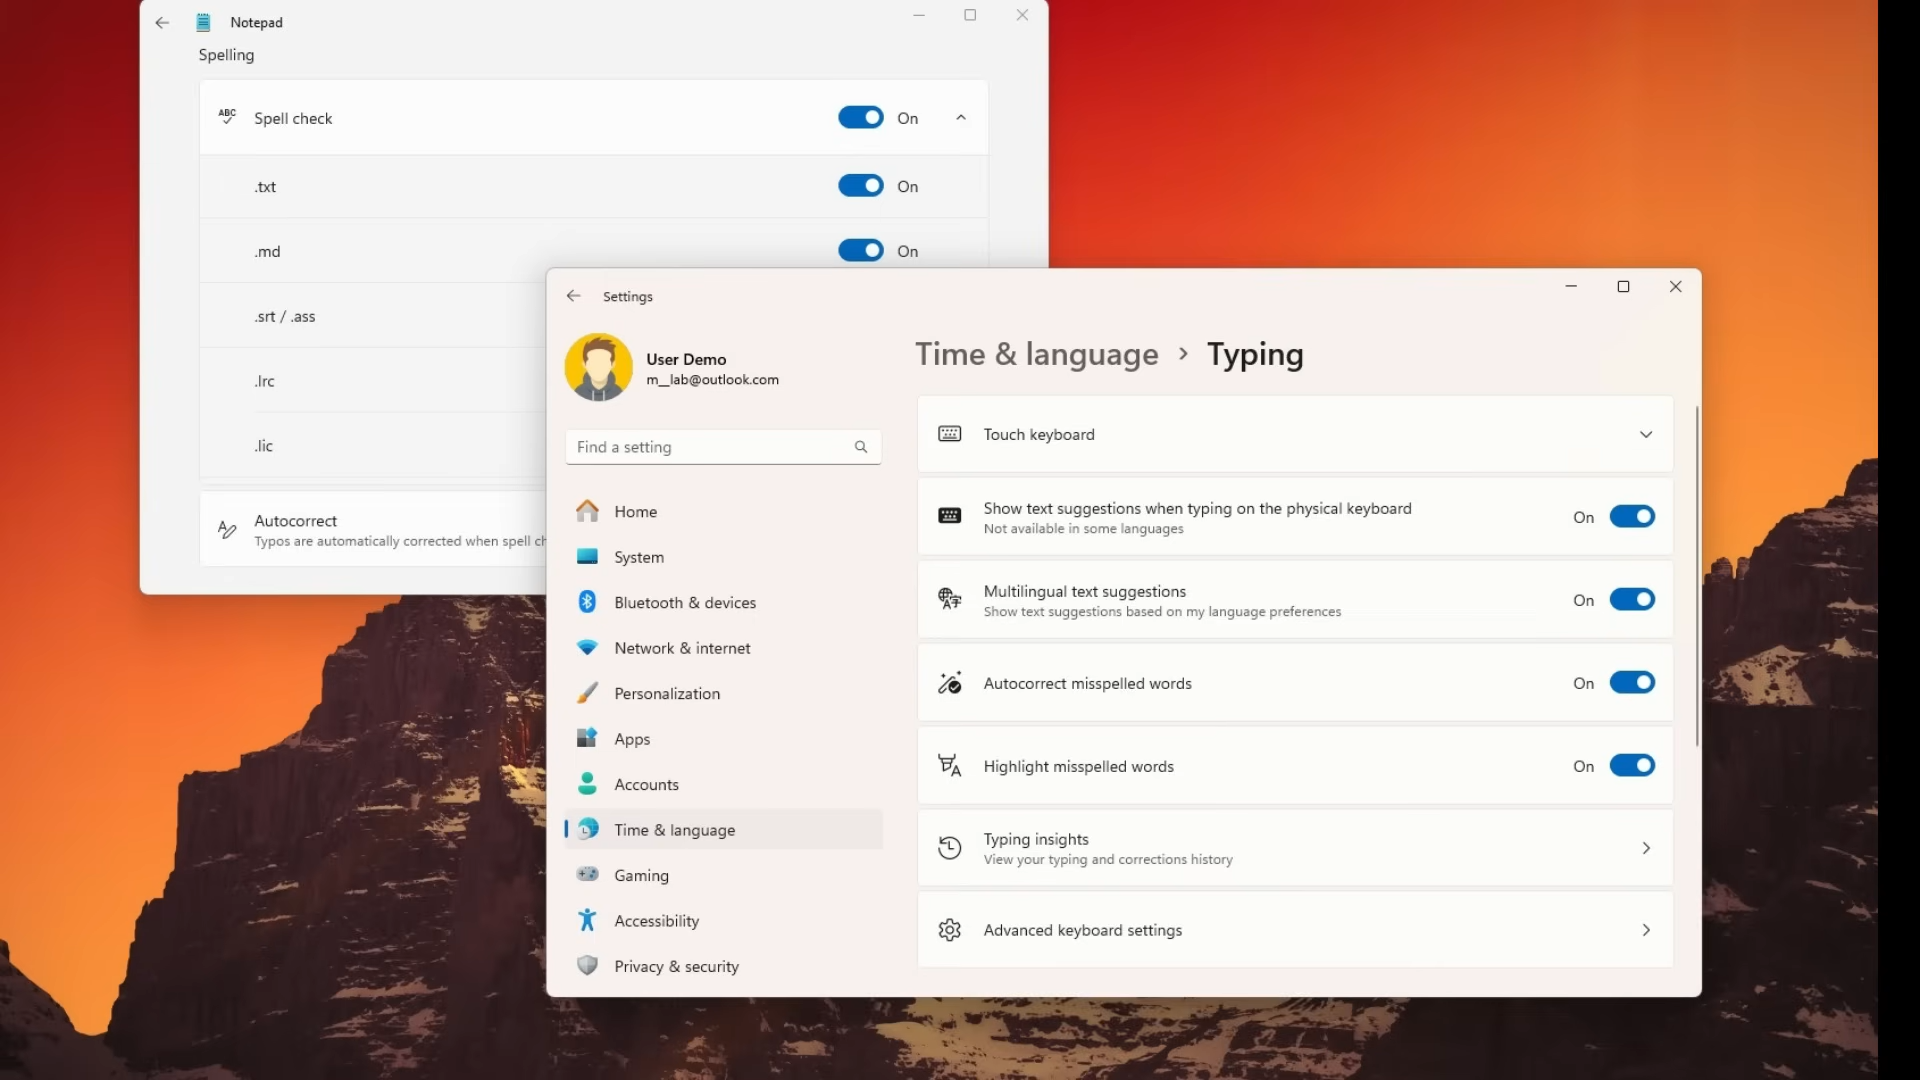 Notepad
Spelling
ABC
Spell check
On
.txt
On
.md
On
.srt / .ass
.lrc
.lic
Autocorrect
Typos are automatically corrected when spell ch
Settings
User Demo
m__lab@outlook.com
Find a setting
Home
System
Bluetooth & devices
Network & internet
Personalization
Apps
Accounts
Time & language
Gaming
Accessibility
Privacy & security
Time & language > Typing
Touch keyboard
Show text suggestions when typing on the physical keyboard
Not available in some languages
On
Multilingual text suggestions
Show text suggestions based on my language preferences
On
Autocorrect misspelled words
On
Highlight misspelled words
On
Typing insights
View your typing and corrections history
Advanced keyboard settings